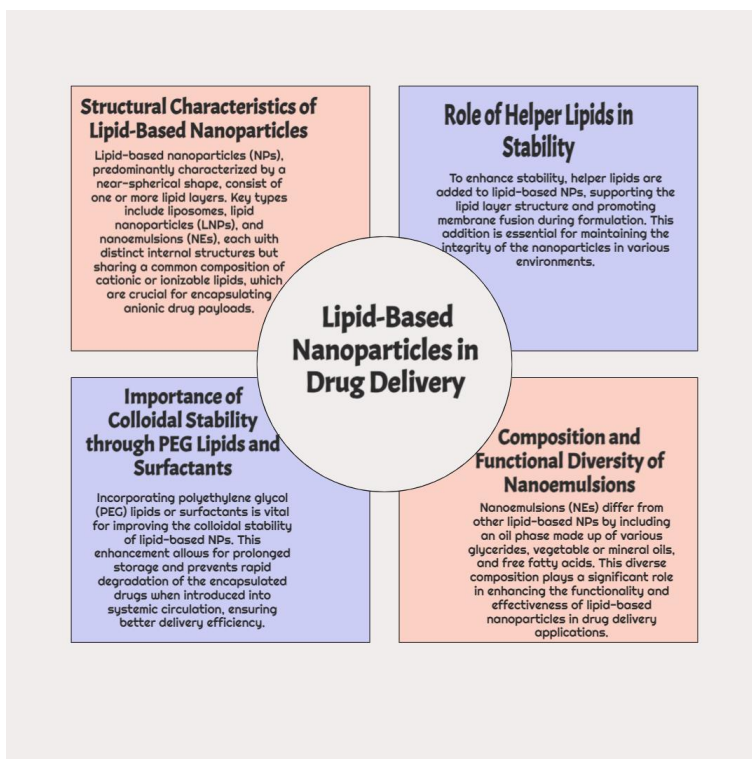 Structural Characteristics of
Lipid-Based Nanoparticles
Lipid-based nanoparticles (NPs),
predominantly characterized by a
near-spherical shape, consist of
one or more lipid layers. Key types
include liposomes, lipid
nanoparticles (LNPs), and
nanoemulsions (NEs), each with
distinct internal structures but
sharing a common composition of
cationic or ionizable lipids, which
are crucial for encapsulating
anionic drug payloads.
Role of Helper Lipids in
Stability
To enhance stability, helper lipids are
added to lipid-based NPs, supporting the
lipid layer structure and promoting
membrane fusion during formulation. This
addition is essential for maintaining the
integrity of the nanoparticles in various
environments.
Lipid-Based
Nanoparticles in
Drug Delivery
Importance of
Colloidal Stability
through PEG Lipids and
Surfactants
Incorporating polyethylene glycol
(PEG) lipids or surfactants is vital
for improving the colloidal stability
of lipid-based NPs. This
enhancement allows for prolonged
storage and prevents rapid
degradation of the encapsulated
drugs when introduced into
systemic circulation, ensuring
better delivery efficiency.
Composition and
Functional Diversity of
Nanoemulsions
Nanoemulsions (NEs) differ from
other lipid-based NPs by including
an oil phase made up of various
glycerides, vegetable or mineral oils,
and free fatty acids. This diverse
composition plays a significant role
in enhancing the functionality and
effectiveness of lipid-based
nanoparticles in drug delivery
applications.